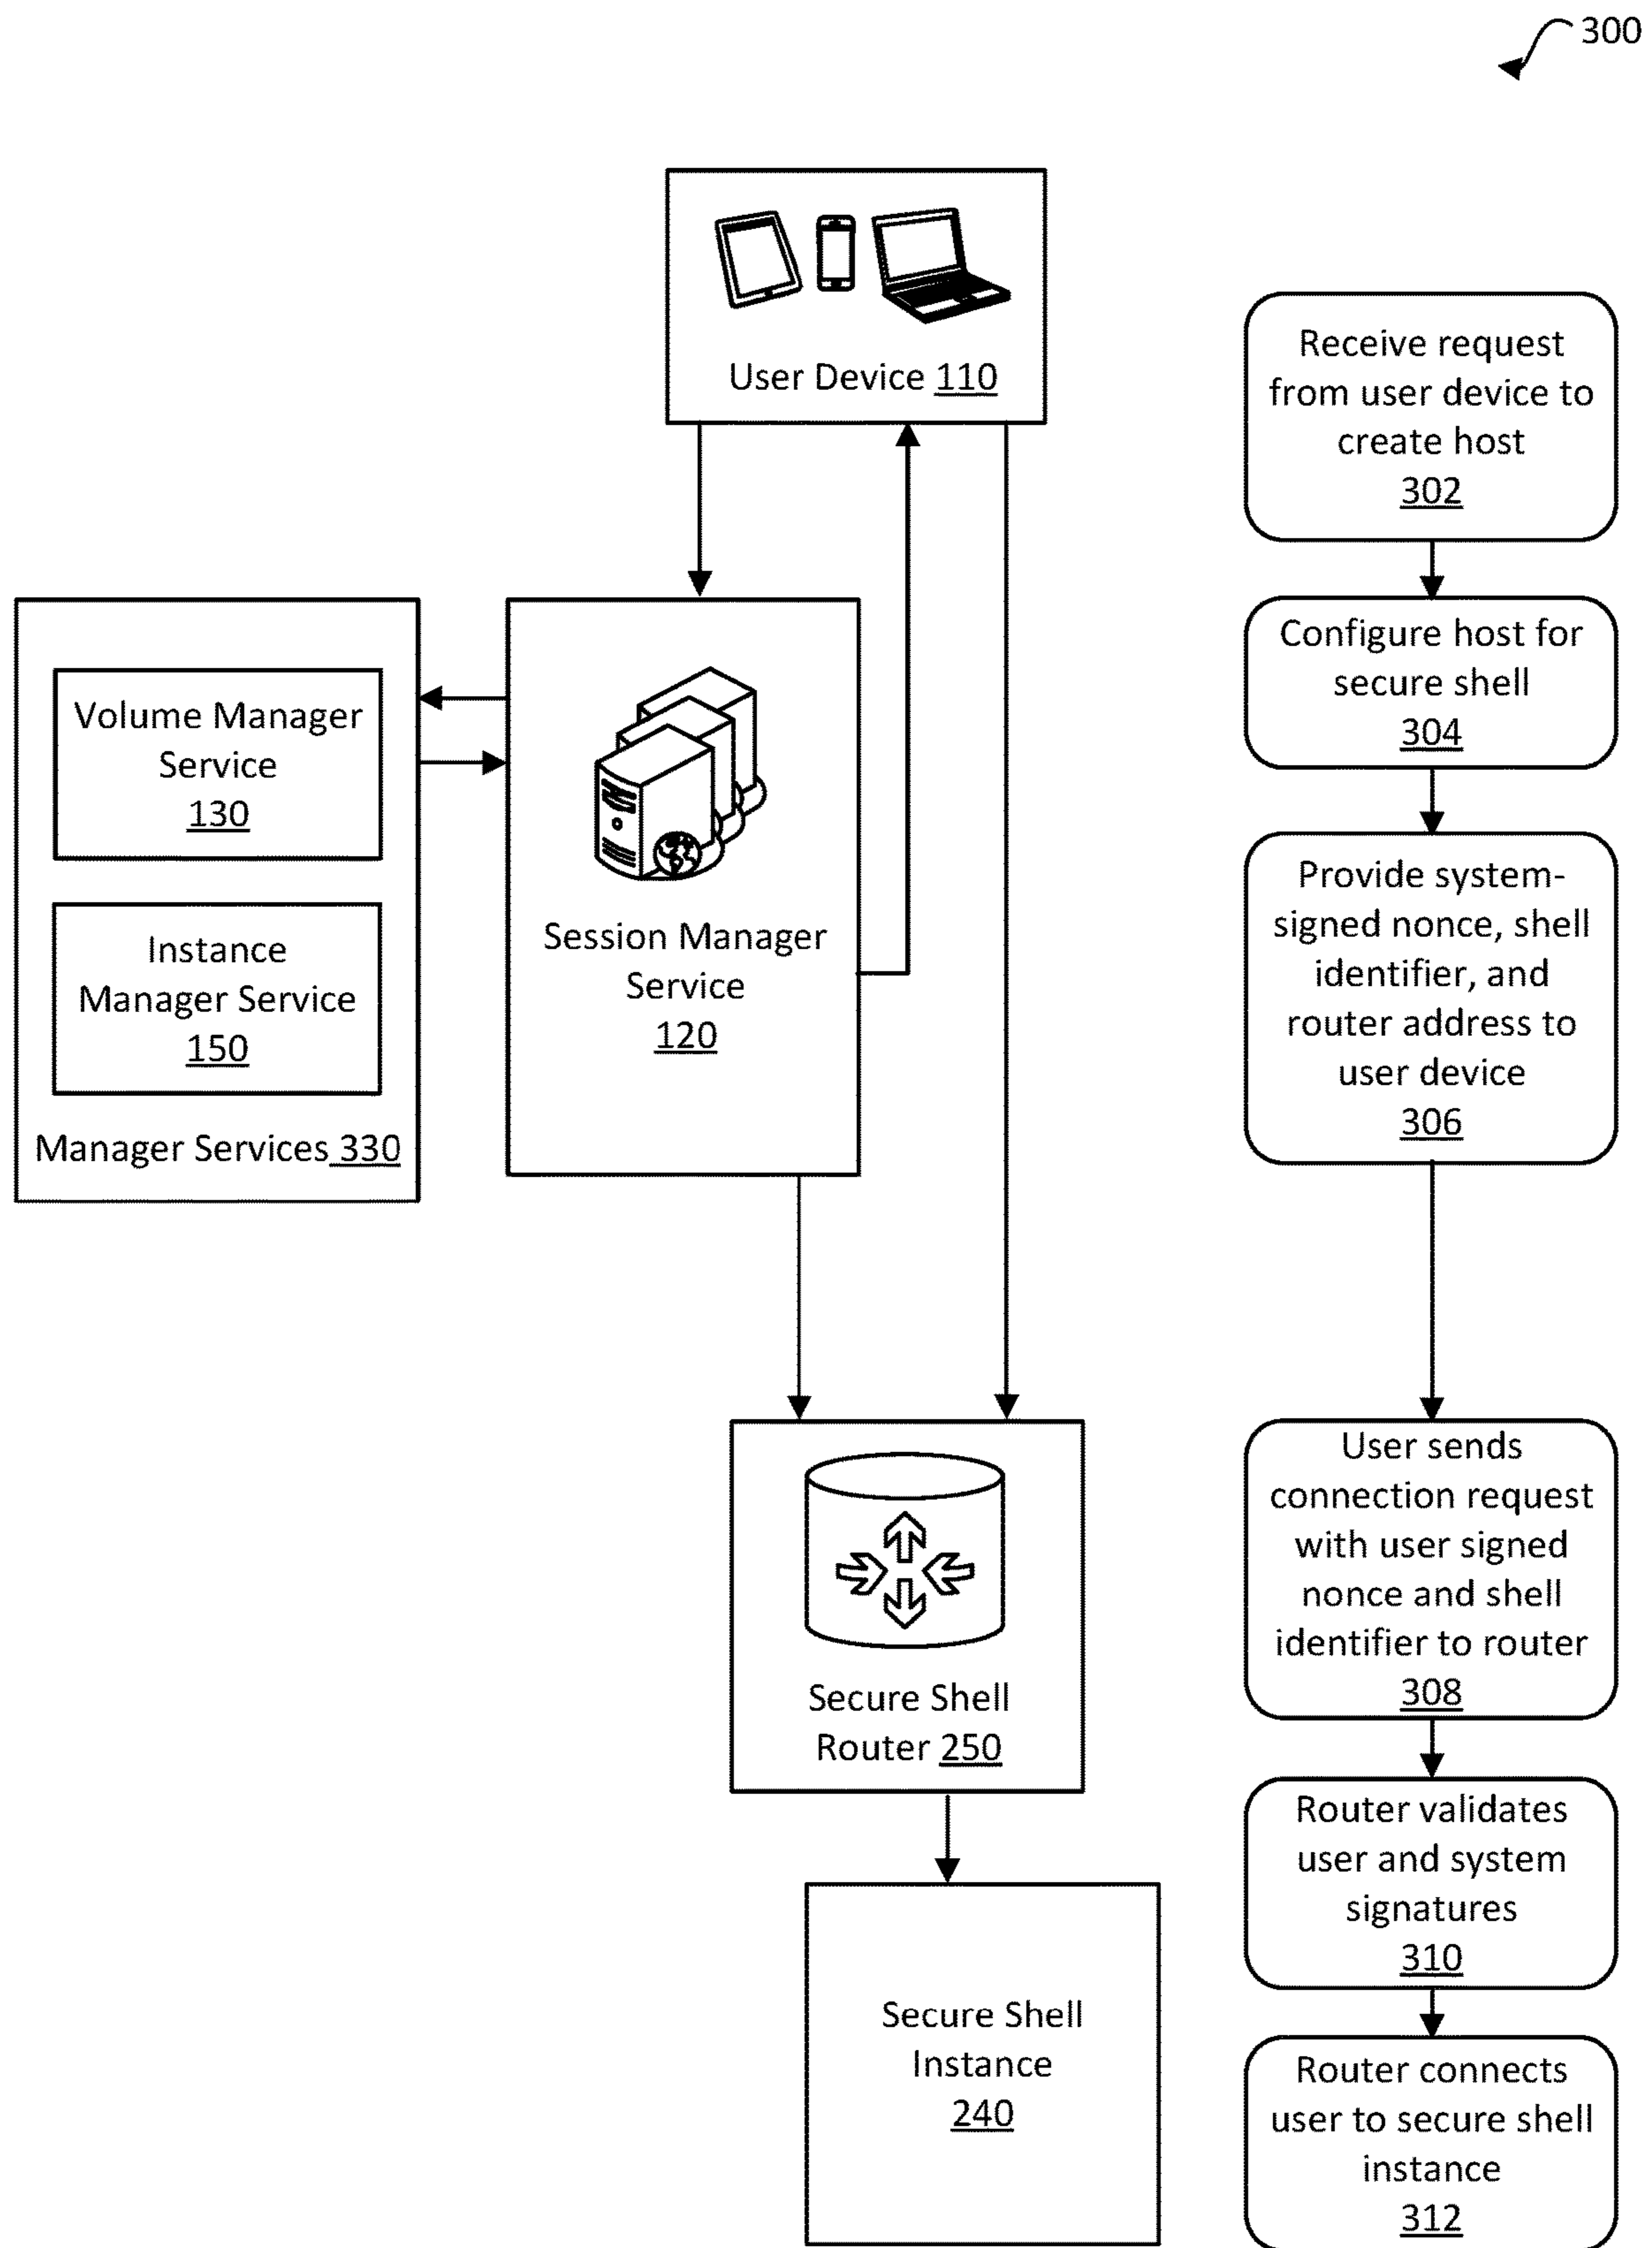 300
User Device 110
Volume Manager
Service
130
Instance
Manager Service
150
Manager Services 330
Session Manager
Service
120
Secure Shell
Router 250
Secure Shell
Instance
240
Receive request
from user device to
create host
302
Configure host for
secure shell
304
Provide system-
signed nonce, shell
identifier, and
router address to
user device
306
User sends
connection request
with user signed
nonce and shell
identifier to router
308
Router validates
user and system
signatures
310
Router connects
user to secure shell
instance
312